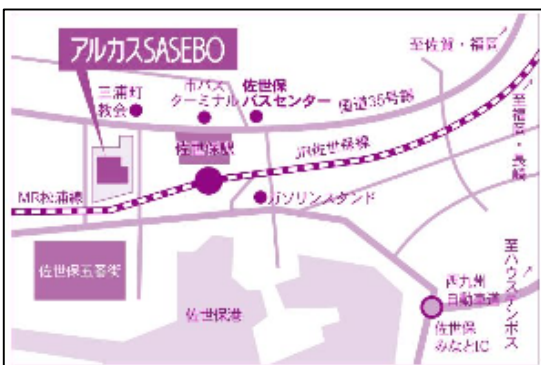 アルカスSASEBO
三浦町
教会
市バス
ターミナル
佐世保
バスセンター
国道35号線
至佐賀・福岡
至福岡・長崎
佐世保駅
JR佐世保線
MR松浦線
ガソリンスタンド
佐世保五番街
佐世保港
西九州
自動車道
佐世保
みなとIC
至ハウステンボス